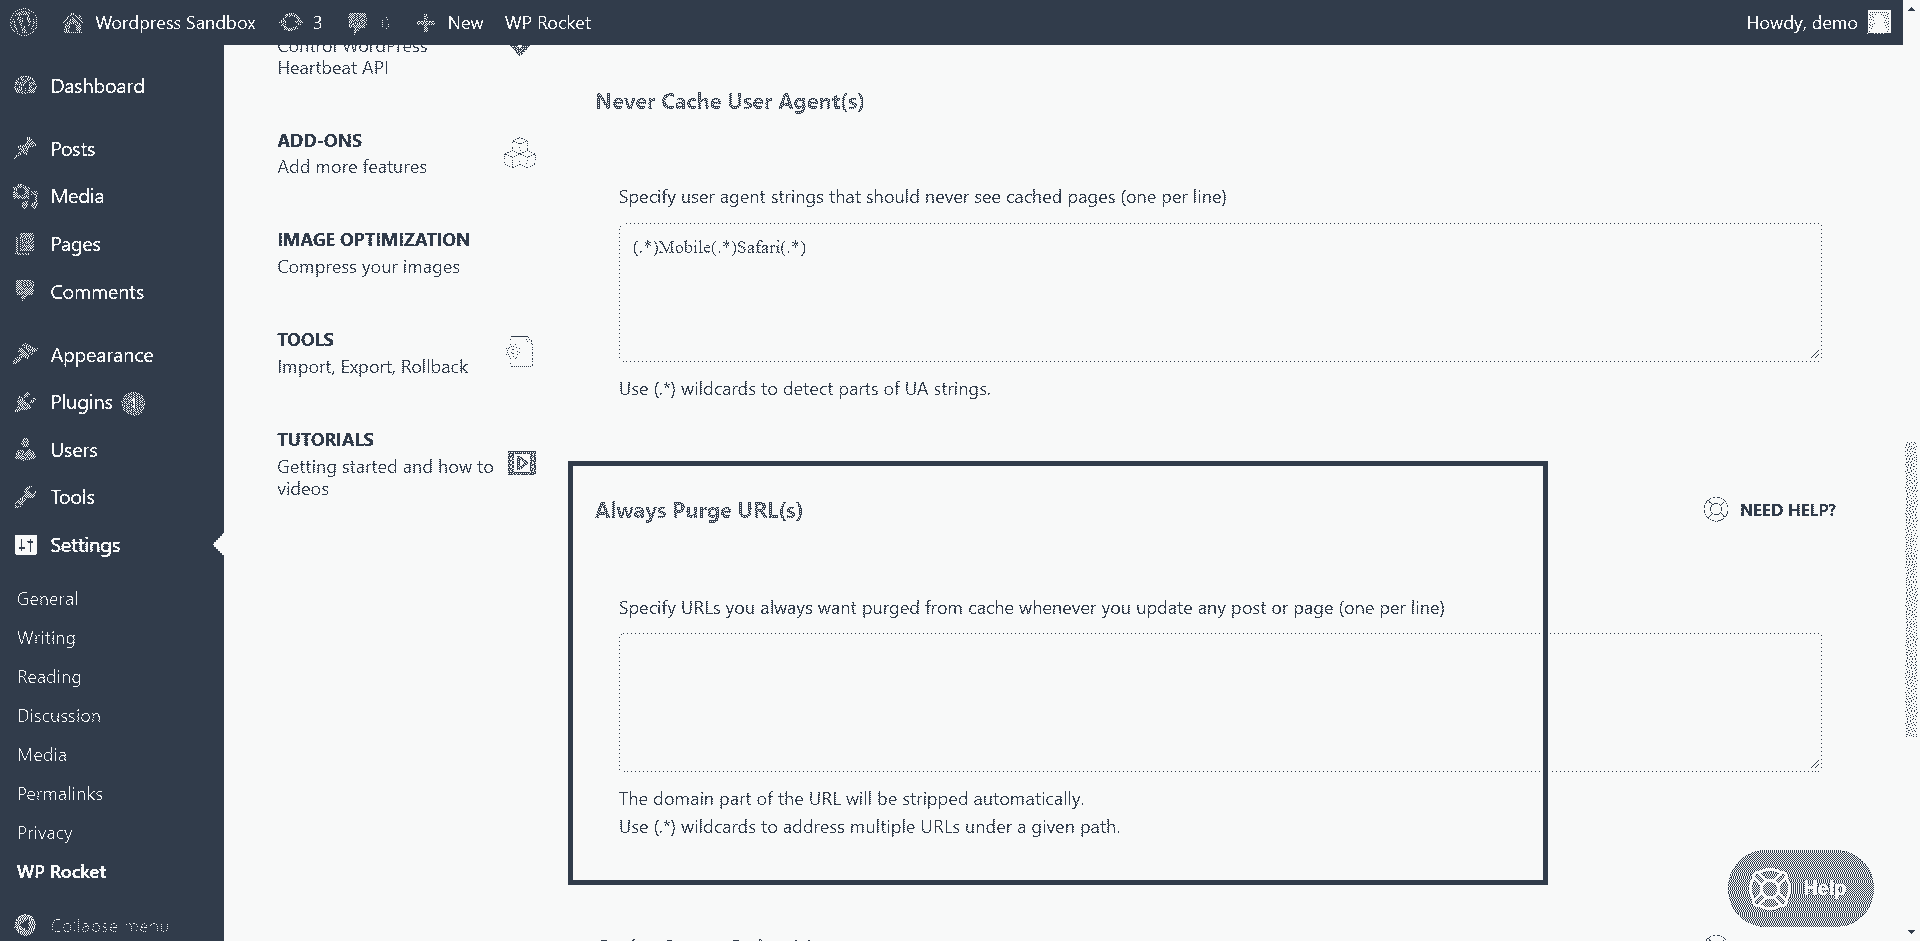 Wordpress Sandbox 3 0 New WP Rocket Howdy, demo
Dashboard
Posts
Media
Pages
Comments
Appearance
Plugins 1
Users
Tools
Settings
General
Writing
Reading
Discussion
Media
Permalinks
Privacy
WP Rocket
Collapse menu
Control WordPress
Heartbeat API
ADD-ONS
Add more features
IMAGE OPTIMIZATION
Compress your images
TOOLS
Import, Export, Rollback
TUTORIALS
Getting started and how to
videos
Never Cache User Agent(s)
Specify user agent strings that should never see cached pages (one per line)
(.*)Mobile(.*)Safari(.*)
Use (.*) wildcards to detect parts of UA strings.
Always Purge URL(s)
NEED HELP?
Specify URLs you always want purged from cache whenever you update any post or page (one per line)
The domain part of the URL will be stripped automatically.
Use (.*) wildcards to address multiple URLs under a given path.
Help